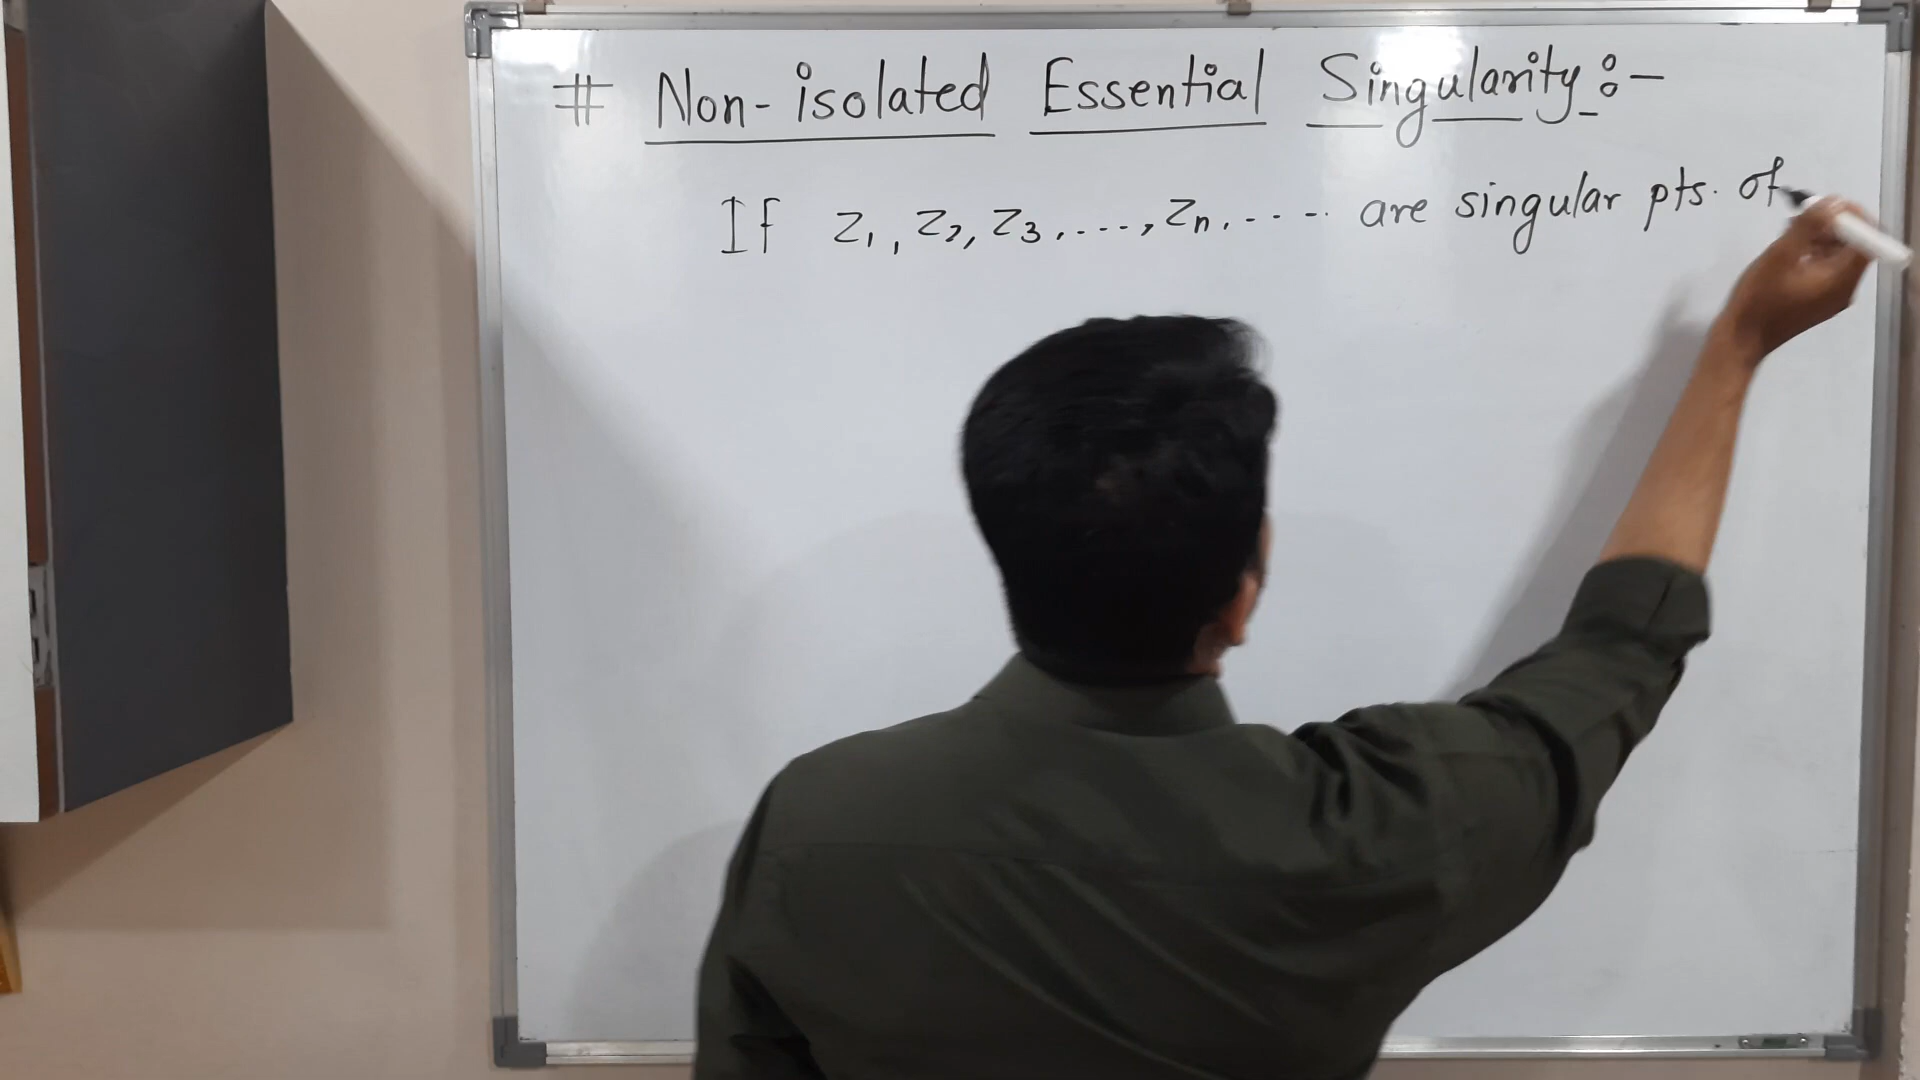 # Non-isolated Essential Singularity :-
If z₁, z₂, z₃, ...., zₙ, .... are singular pts. of